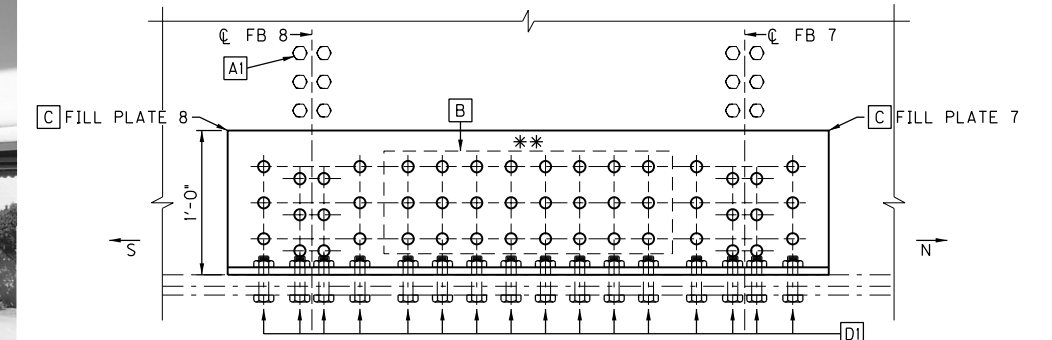 ℄ FB 8
℄ FB 7
A1
C FILL PLATE 8
B
C FILL PLATE 7
**
1'-0"
S
N
D1